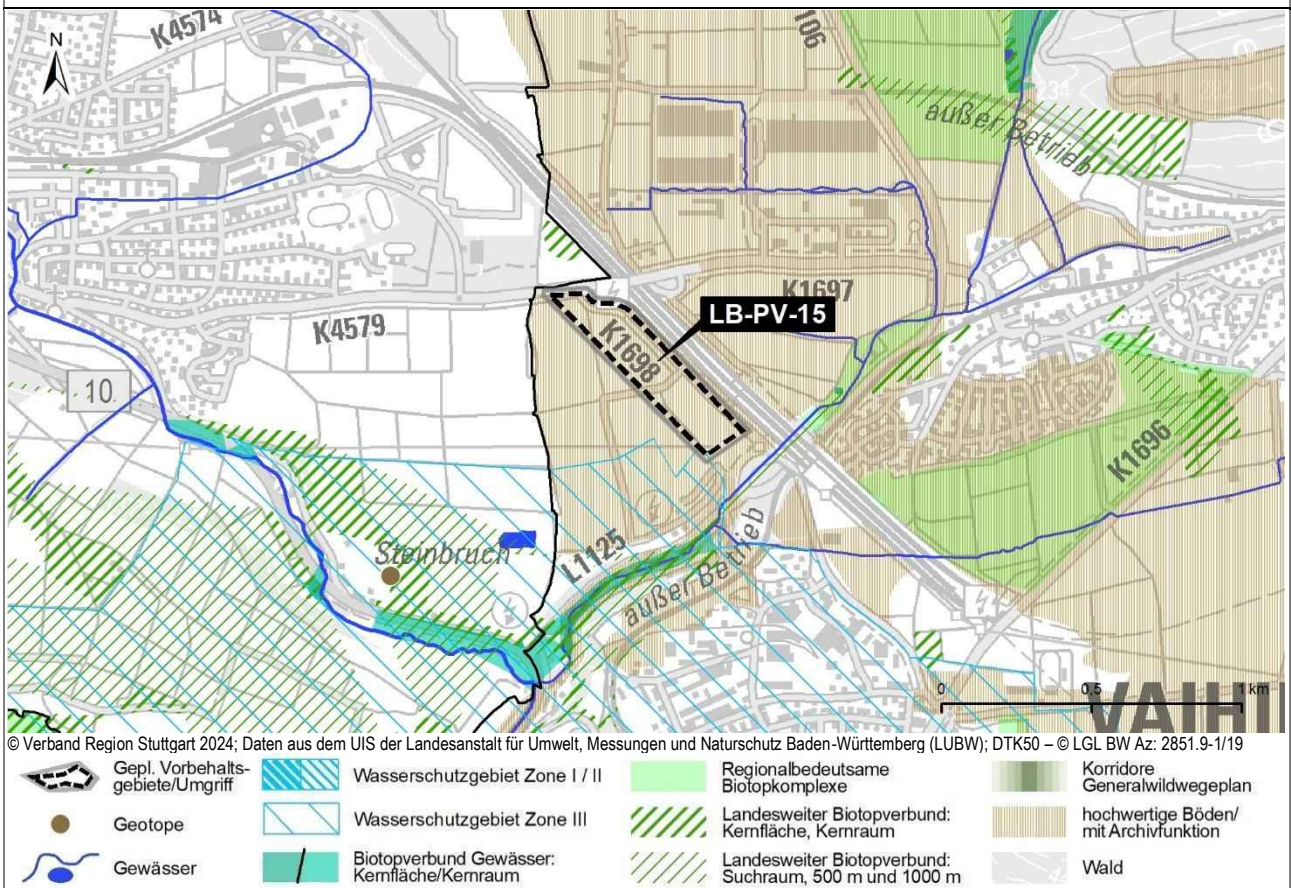 K4574
N
106
234
außer Betrieb
K4579
K1697
LB-PV-15
K1698
10
K1696
Steinbruch
L1125
außer Betrieb
0 0,5 1 km
VAIHI
© Verband Region Stuttgart 2024; Daten aus dem UIS der Landesanstalt für Umwelt, Messungen und Naturschutz Baden-Württemberg (LUBW); DTK50 – © LGL BW Az: 2851.9-1/19
Gepl. Vorbehalts-
gebiete/Umgriff
Geotope
Gewässer
Wasserschutzgebiet Zone I / II
Wasserschutzgebiet Zone III
Biotopverbund Gewässer:
Kernfläche/Kernraum
Regionalbedeutsame
Biotopkomplexe
Landesweiter Biotopverbund:
Kernfläche, Kernraum
Landesweiter Biotopverbund:
Suchraum, 500 m und 1000 m
Korridore
Generalwildwegeplan
hochwertige Böden/
mit Archivfunktion
Wald